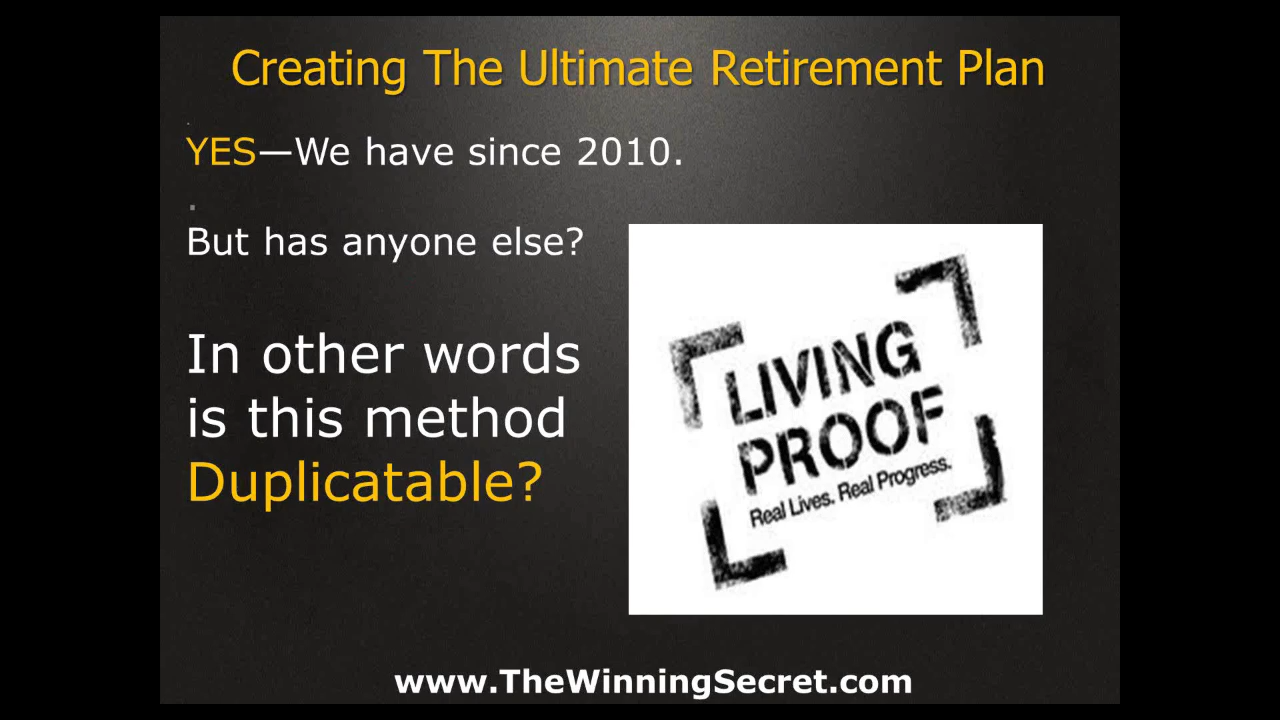 Creating The Ultimate Retirement Plan
YES—We have since 2010.
But has anyone else?
In other words
is this method
Duplicatable?
LIVING
PROOF
Real Lives. Real Progress.
www.TheWinningSecret.com